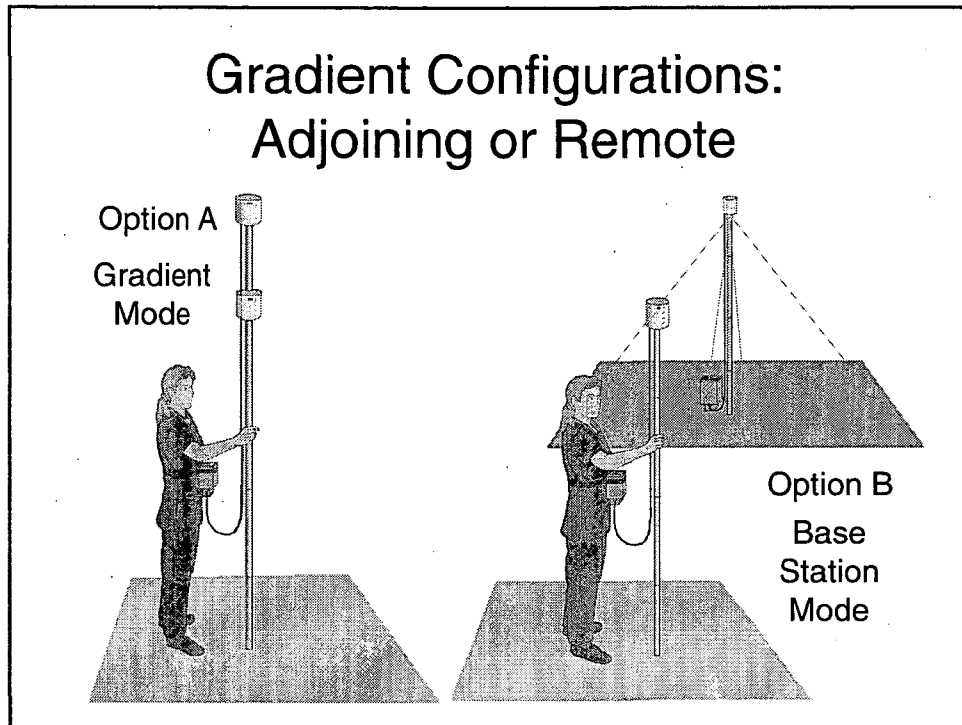 Gradient Configurations:
Adjoining or Remote
Option A
Gradient
Mode
Option B
Base
Station
Mode